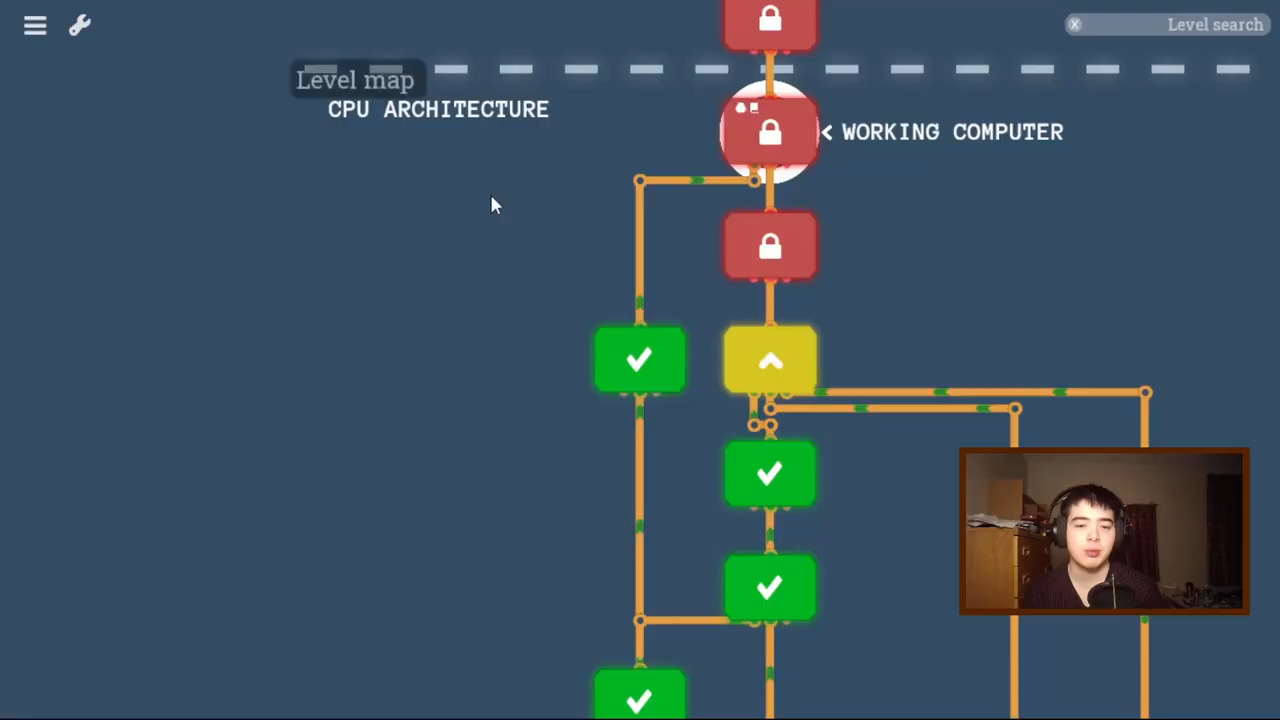 Level search
Level map
CPU ARCHITECTURE
< WORKING COMPUTER